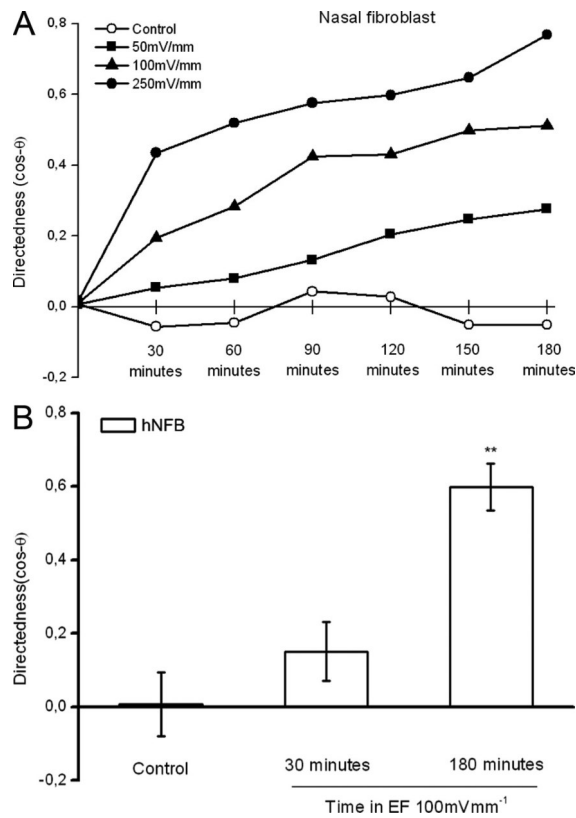 A
Nasal fibroblast
Control
50mV/mm
100mV/mm
250mV/mm
Directedness (cos-θ)
0,8
0,6
0,4
0,2
0,0
-0,2
30 minutes
60 minutes
90 minutes
120 minutes
150 minutes
180 minutes
B
hNFB
Directedness(cos-θ)
0,8
0,6
0,4
0,2
0,0
-0,2
**
Control
30 minutes
180 minutes
Time in EF 100mVmm⁻¹